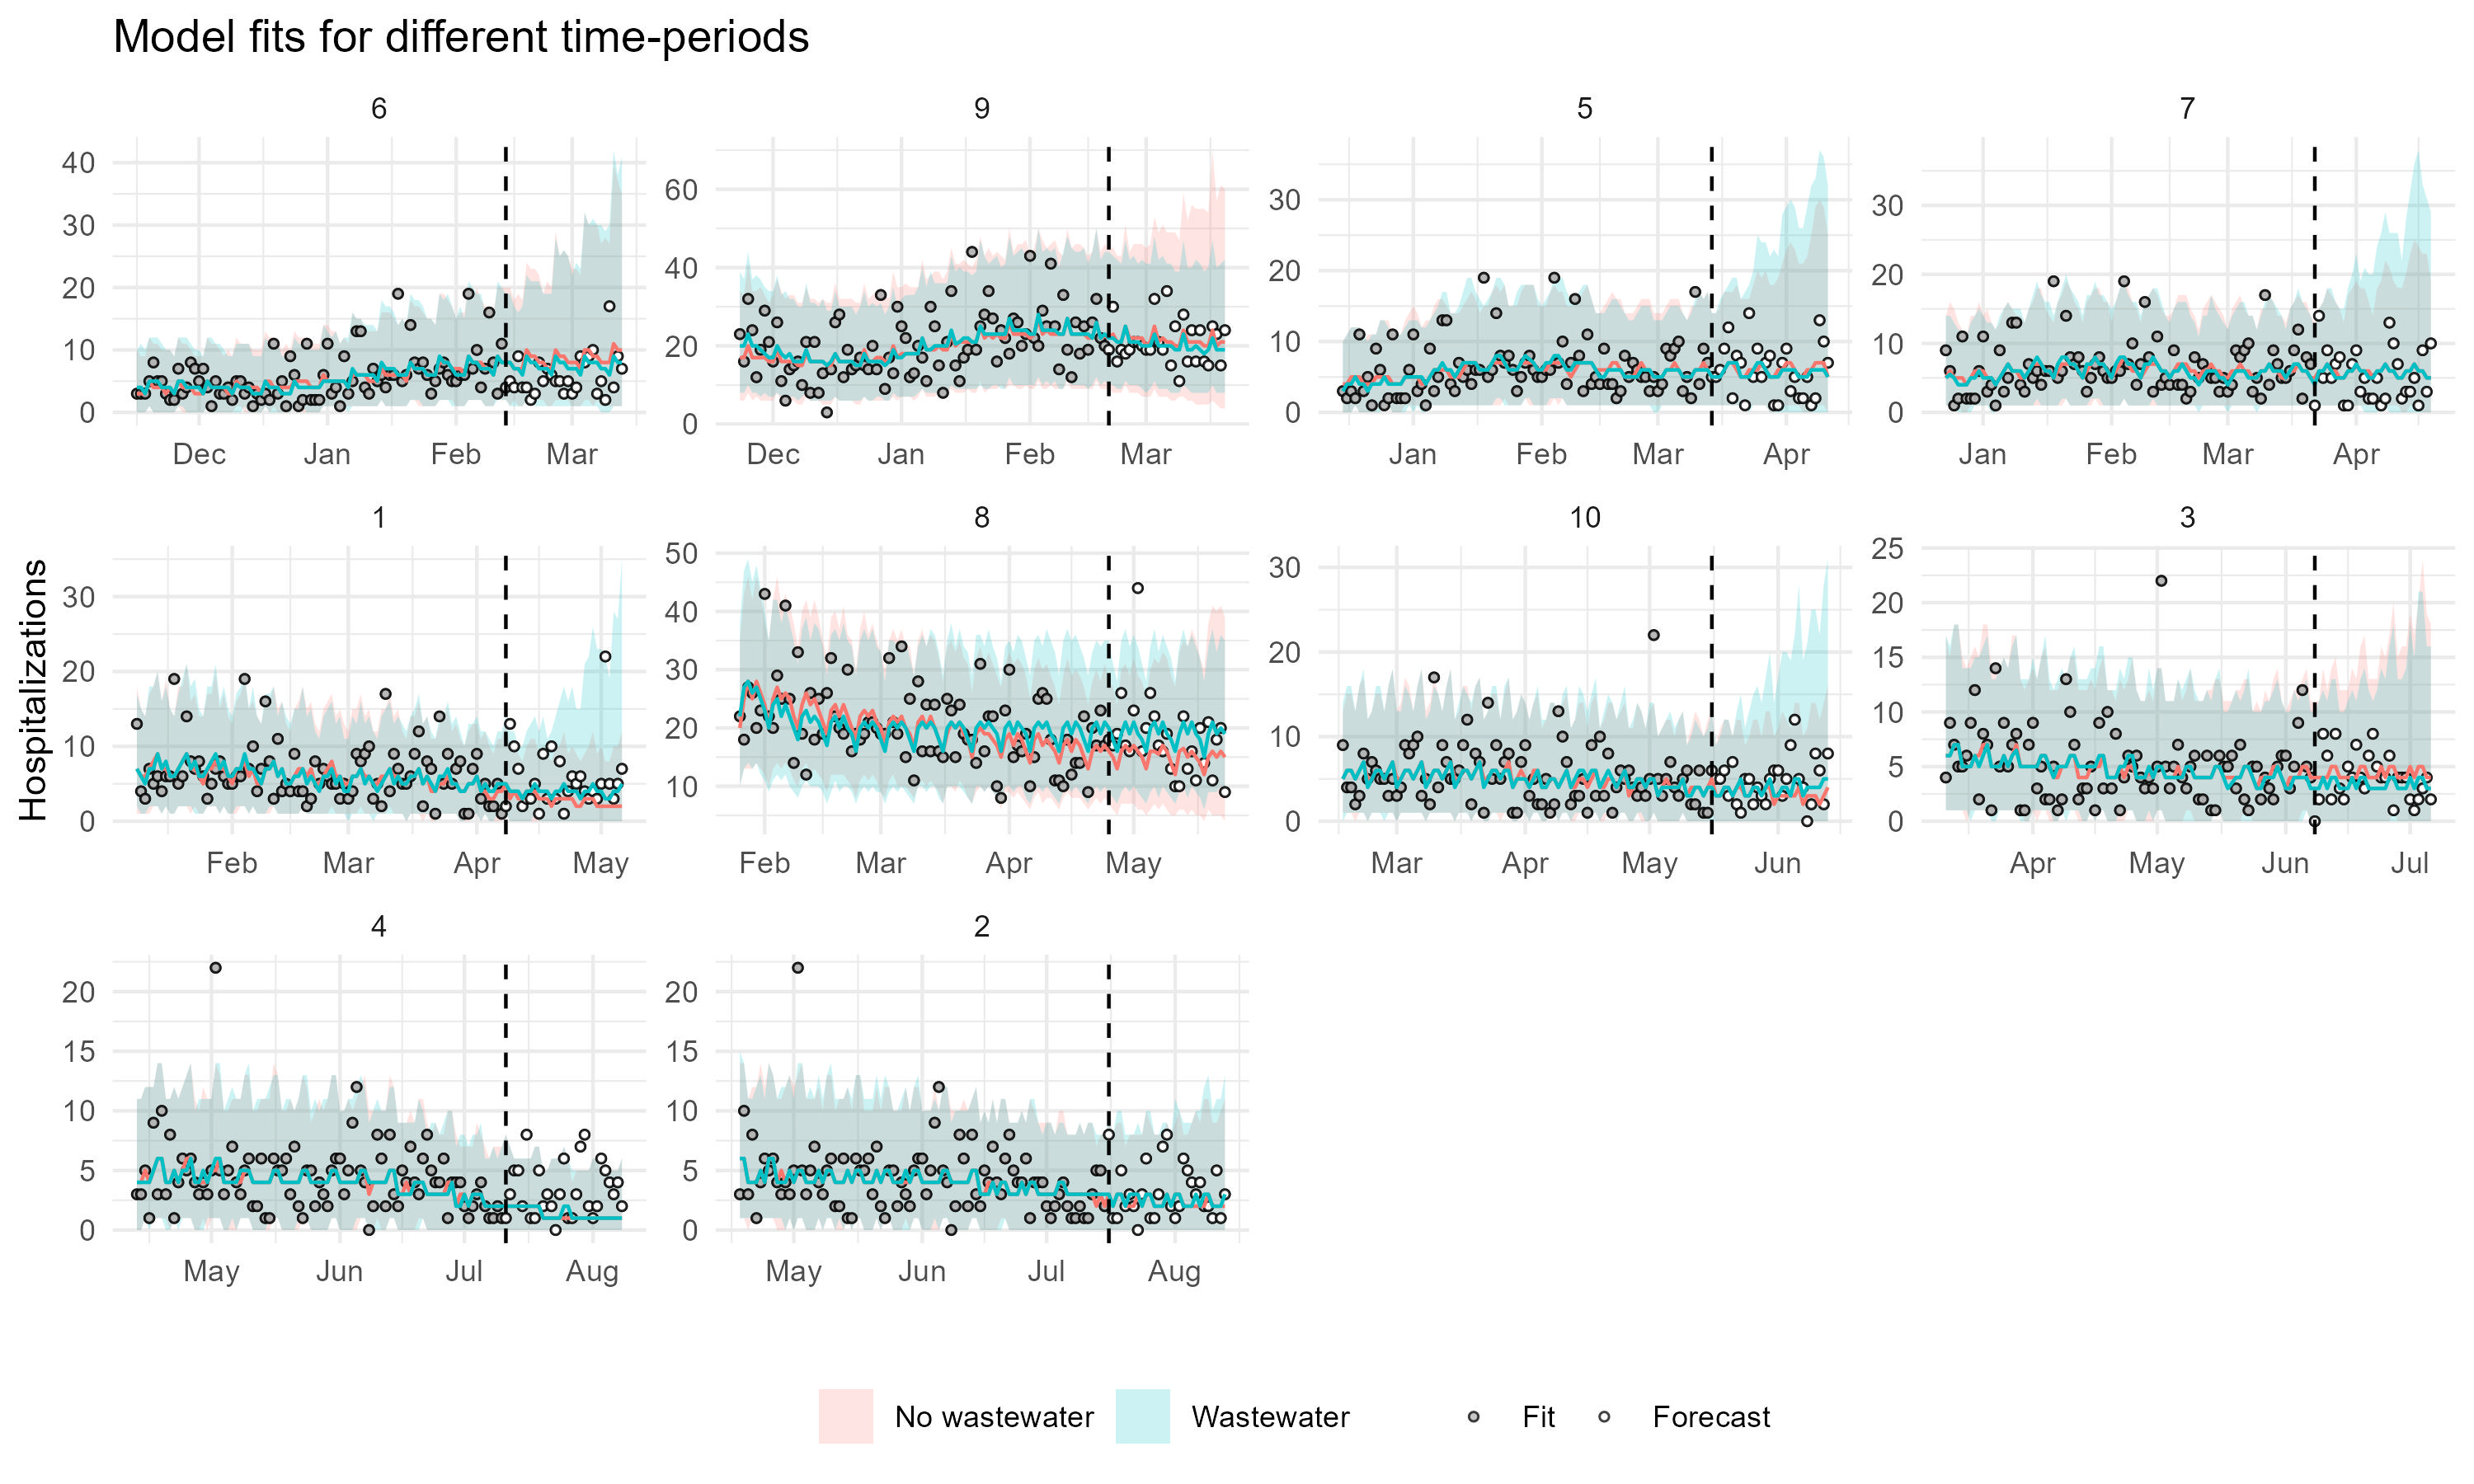 Model fits for different time-periods
6 9 5 7
40 30 20 10 0
60 40 20 0
30 20 10 0
30 20 10 0
Dec Jan Feb Mar
Dec Jan Feb Mar
Jan Feb Mar Apr
Jan Feb Mar Apr
Hospitalizations
1 8 10 3
30 20 10 0
50 40 30 20 10
30 20 10 0
25 20 15 10 5 0
Feb Mar Apr May
Feb Mar Apr May
Mar Apr May Jun
Apr May Jun Jul
4 2
20 15 10 5 0
20 15 10 5 0
May Jun Jul Aug
May Jun Jul Aug
No wastewater Wastewater Fit Forecast